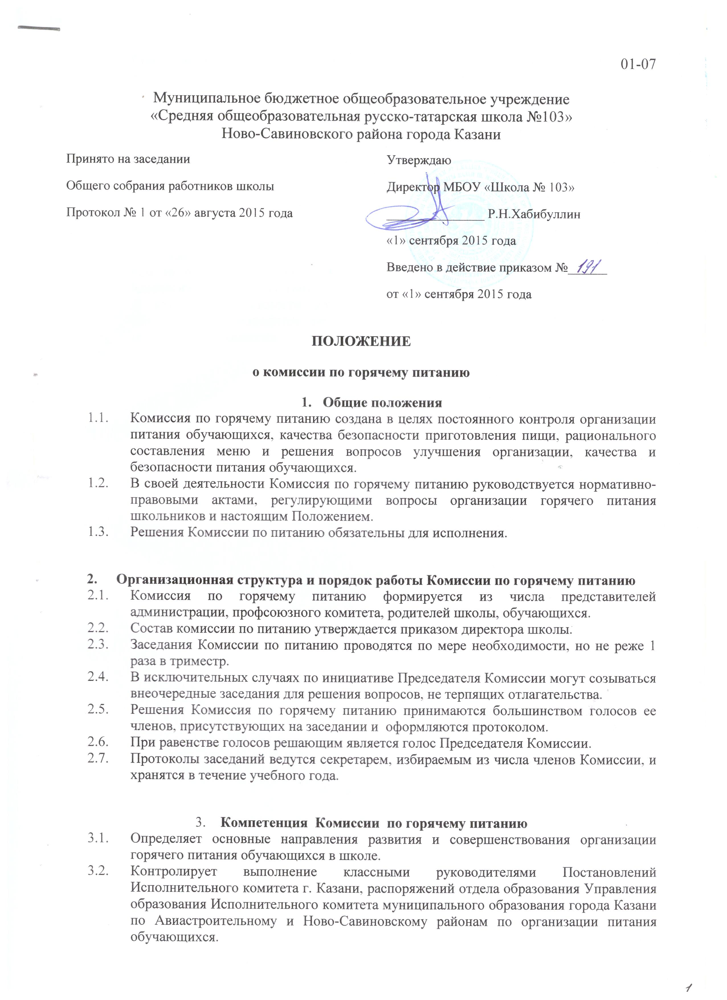 01-07
Муниципальное бюджетное общеобразовательное учреждение
«Средняя общеобразовательная русско-татарская школа №103»
Ново-Савиновского района города Казани
Принято на заседании
Общего собрания работников школы
Протокол № 1 от «26» августа 2015 года
Утверждаю
Директор МБОУ «Школа № 103»
_______________ Р.Н.Хабибуллин
«1» сентября 2015 года
Введено в действие приказом № 191
от «1» сентября 2015 года
ПОЛОЖЕНИЕ
о комиссии по горячему питанию
1. Общие положения
1.1. Комиссия по горячему питанию создана в целях постоянного контроля организации
питания обучающихся, качества безопасности приготовления пищи, рационального
составления меню и решения вопросов улучшения организации, качества и
безопасности питания обучающихся.
1.2. В своей деятельности Комиссия по горячему питанию руководствуется нормативно-
правовыми актами, регулирующими вопросы организации горячего питания
школьников и настоящим Положением.
1.3. Решения Комиссии по питанию обязательны для исполнения.
2. Организационная структура и порядок работы Комиссии по горячему питанию
2.1. Комиссия по горячему питанию формируется из числа представителей
администрации, профсоюзного комитета, родителей школы, обучающихся.
2.2. Состав комиссии по питанию утверждается приказом директора школы.
2.3. Заседания Комиссии по питанию проводятся по мере необходимости, но не реже 1
раза в триместр.
2.4. В исключительных случаях по инициативе Председателя Комиссии могут созываться
внеочередные заседания для решения вопросов, не терпящих отлагательства.
2.5. Решения Комиссия по горячему питанию принимаются большинством голосов ее
членов, присутствующих на заседании и оформляются протоколом.
2.6. При равенстве голосов решающим является голос Председателя Комиссии.
2.7. Протоколы заседаний ведутся секретарем, избираемым из числа членов Комиссии, и
хранятся в течение учебного года.
3. Компетенция Комиссии по горячему питанию
3.1. Определяет основные направления развития и совершенствования организации
горячего питания обучающихся в школе.
3.2. Контролирует выполнение классными руководителями Постановлений
Исполнительного комитета г. Казани, распоряжений отдела образования Управления
образования Исполнительного комитета муниципального образования города Казани
по Авиастроительному и Ново-Савиновскому районам по организации питания
обучающихся.
1